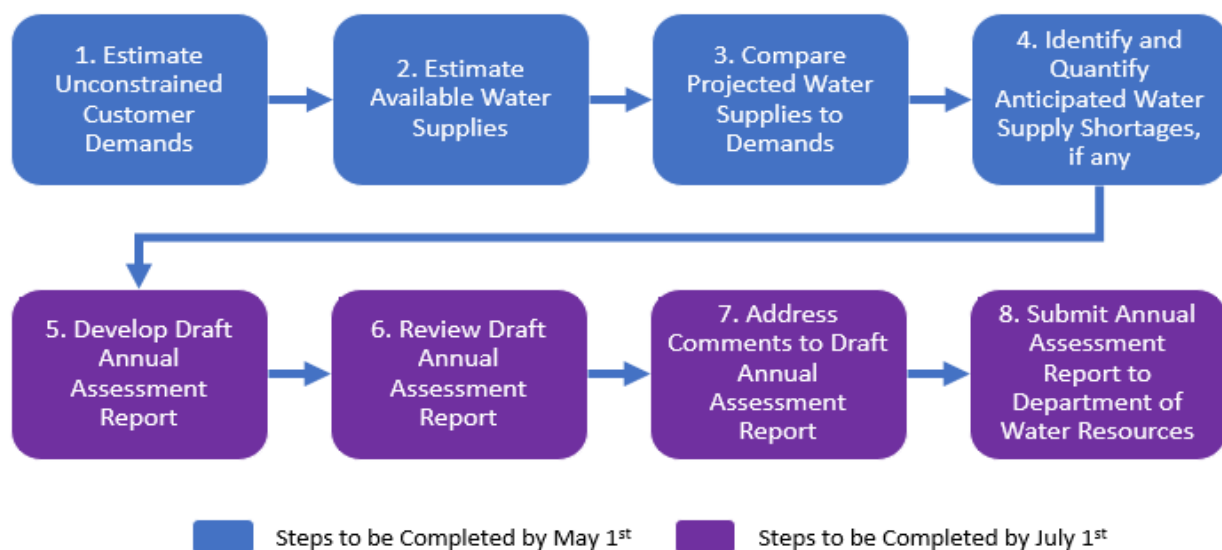 1. Estimate
Unconstrained
Customer
Demands
2. Estimate
Available Water
Supplies
3. Compare
Projected Water
Supplies to
Demands
4. Identify and
Quantify
Anticipated Water
Supply Shortages,
if any
5. Develop Draft
Annual
Assessment
Report
6. Review Draft
Annual
Assessment
Report
7. Address
Comments to Draft
Annual
Assessment
Report
8. Submit Annual
Assessment
Report to
Department of
Water Resources
Steps to be Completed by May 1st
Steps to be Completed by July 1st